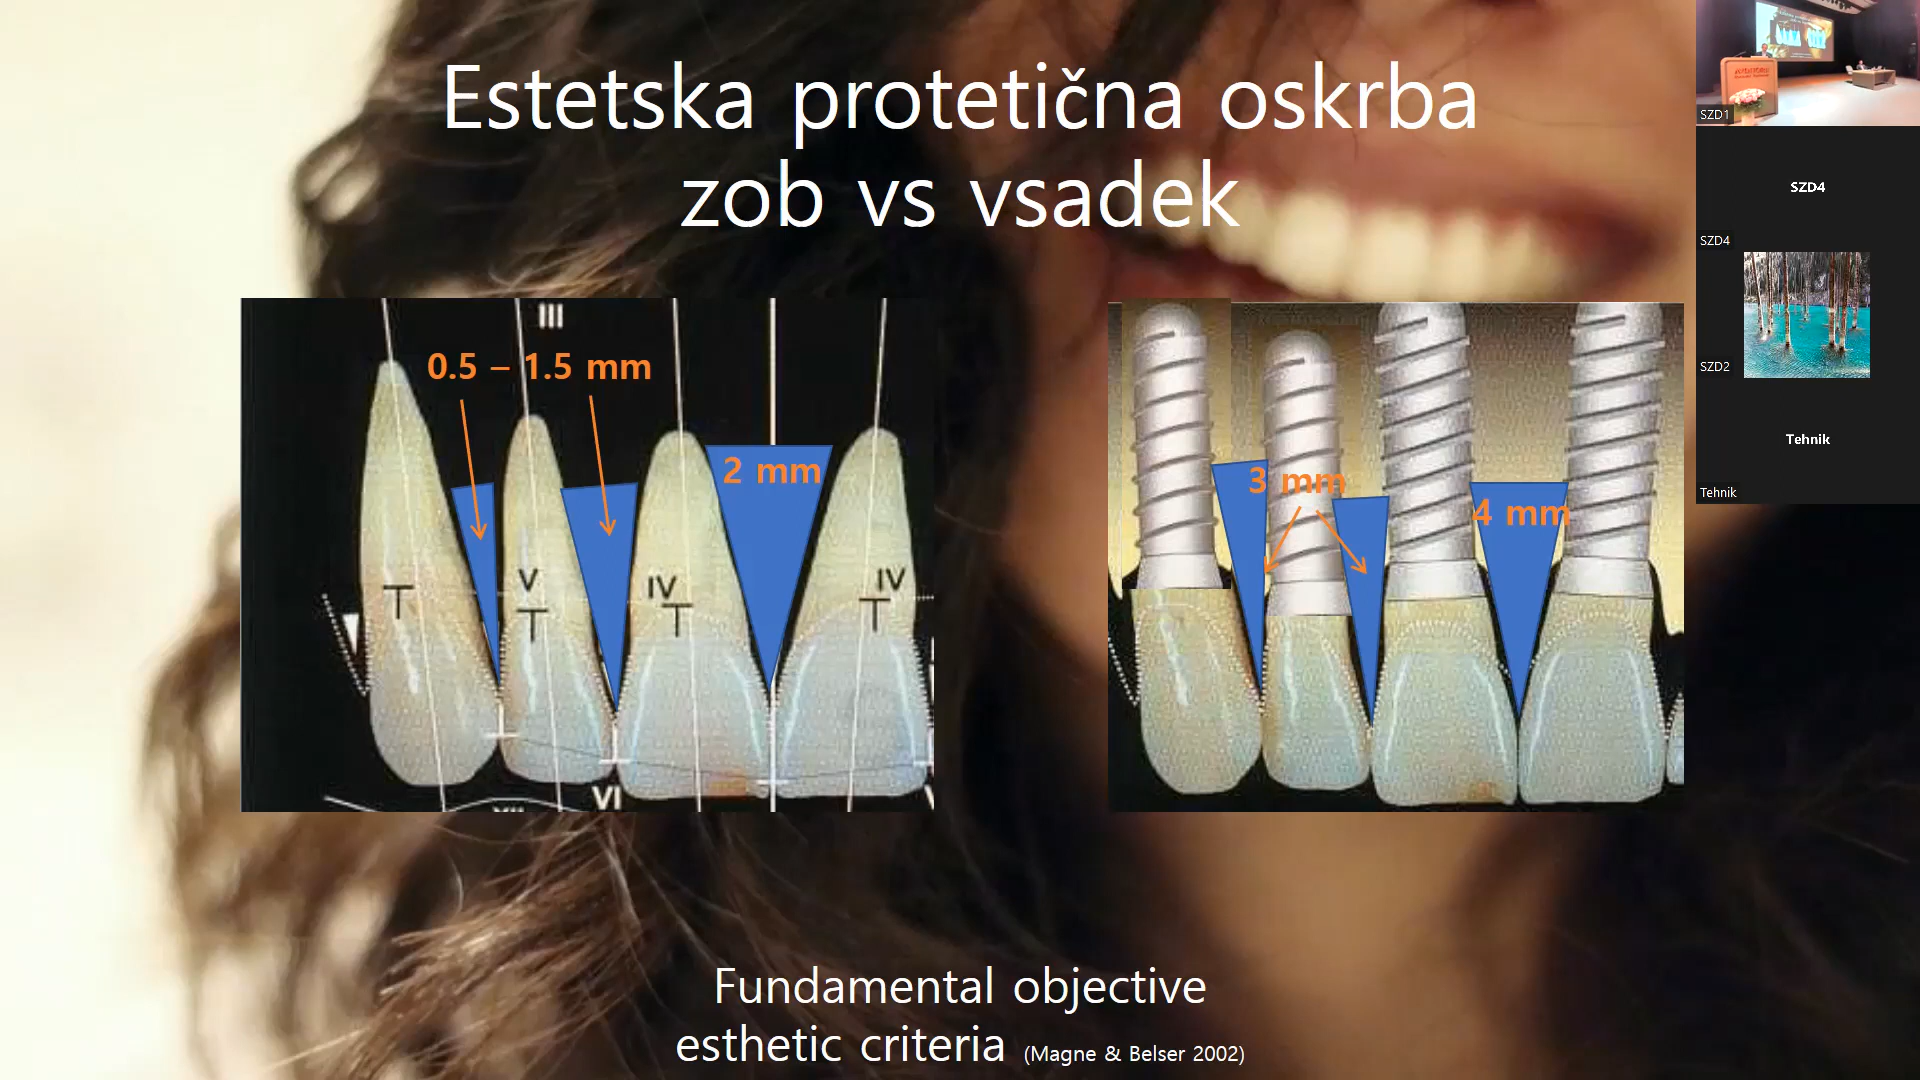 Estetska protetična oskrba
zob vs vsadek
III
0.5 – 1.5 mm
2 mm
V
IV
IV
T
T
T
T
VI
3 mm
4 mm
Fundamental objective
esthetic criteria (Magne & Belser 2002)
SZD1
SZD4
SZD4
SZD2
Tehnik
Tehnik